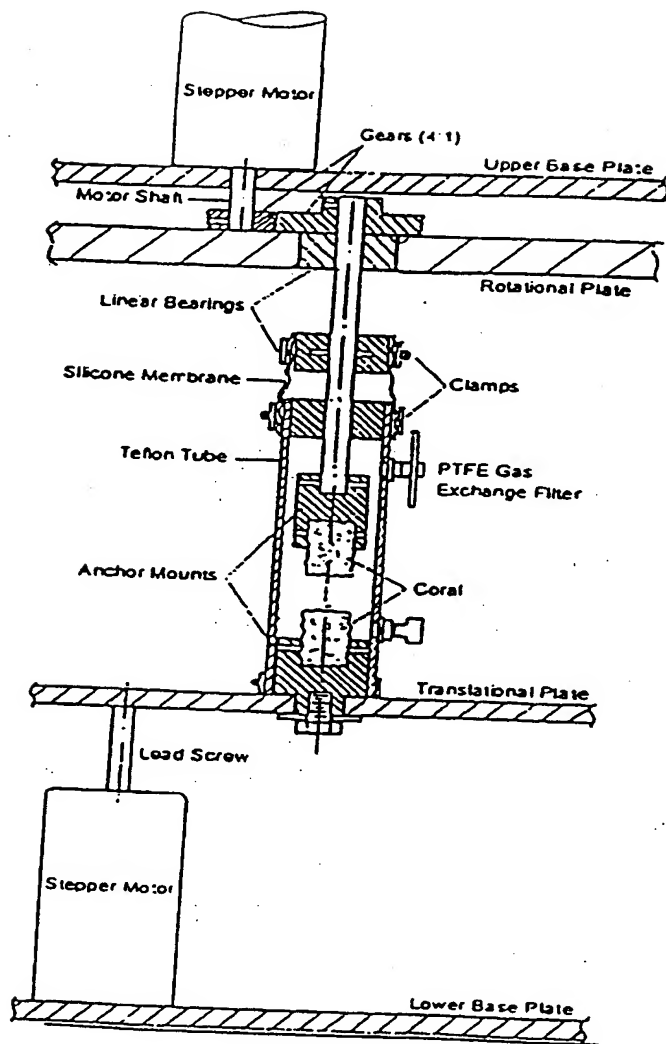 Stepper Motor
Gears (4:1)
Upper Base Plate
Motor Shaft
Rotational Plate
Linear Bearings
Silicone Membrane
Clamps
Teflon Tube
PTFE Gas
Exchange Filter
Anchor Mounts
Coral
Translational Plate
Lead Screw
Stepper Motor
Lower Base Plate